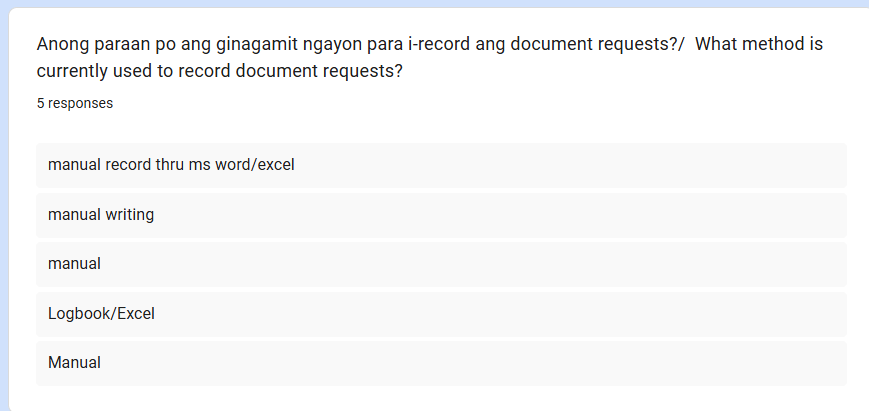 Anong paraan po ang ginagamit ngayon para i-record ang document requests?/  What method is
currently used to record document requests?
5 responses
manual record thru ms word/excel
manual writing
manual
Logbook/Excel
Manual